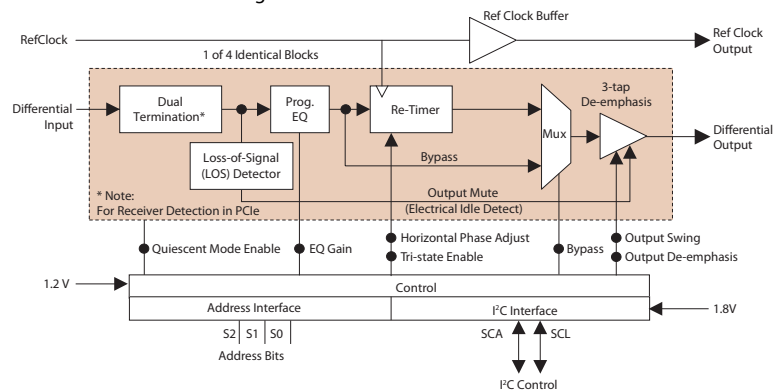 Ref Clock Buffer
RefClock
Ref Clock
Output
1 of 4 Identical Blocks
3-tap
De-emphasis
Differential
Input
Dual
Termination*
Prog.
EQ
Re-Timer
Mux
Differential
Output
Loss-of-Signal
(LOS) Detector
Bypass
* Note:
For Receiver Detection in PCIe
Output Mute
(Electrical Idle Detect)
Quiescent Mode Enable
EQ Gain
Horizontal Phase Adjust
Tri-state Enable
Bypass
Output Swing
Output De-emphasis
1.2 V
Control
Address Interface
I²C Interface
1.8V
S2 S1 S0
Address Bits
SCA SCL
I²C Control